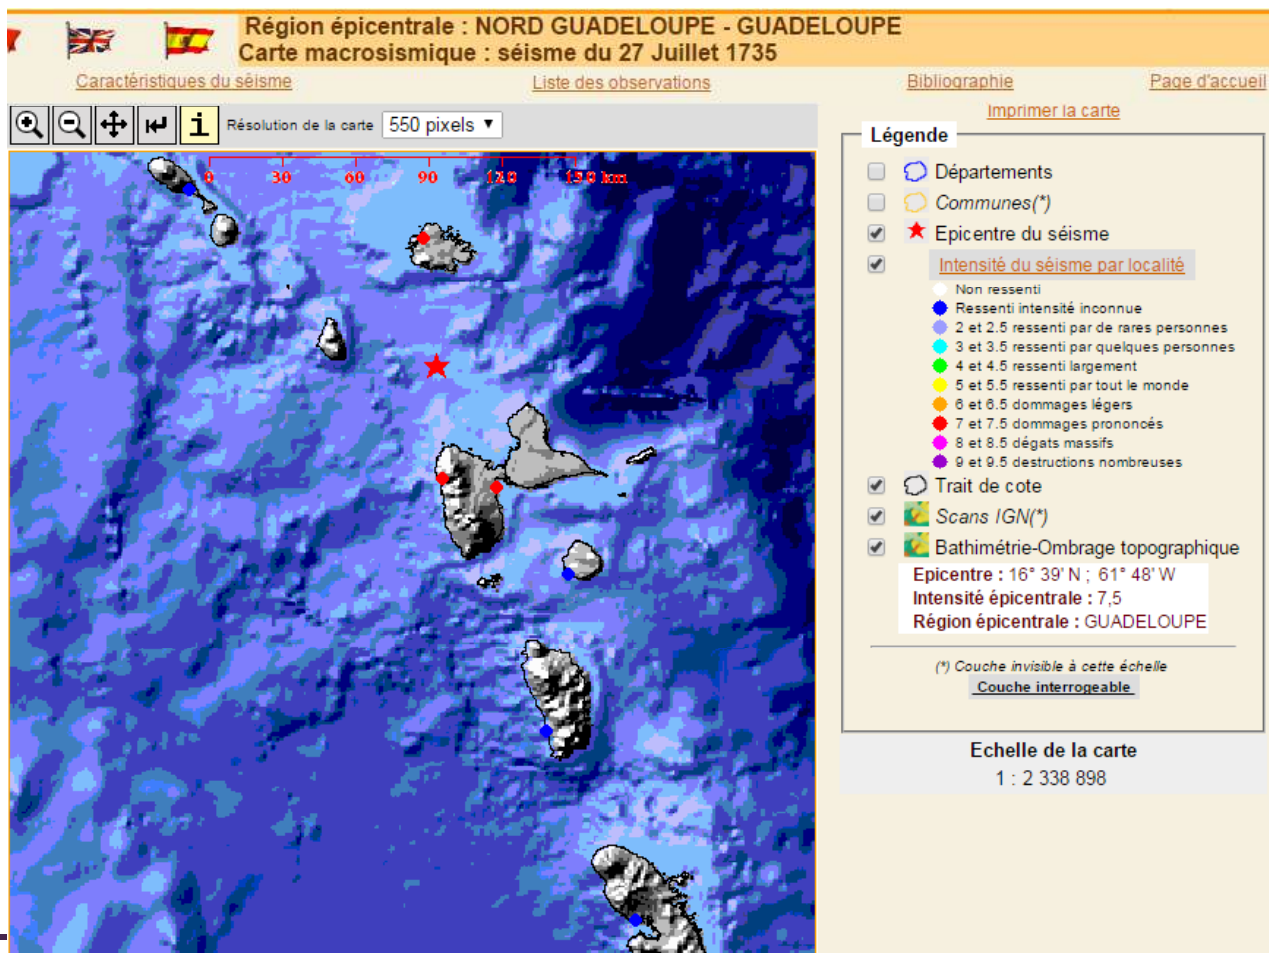 Région épicentrale : NORD GUADELOUPE - GUADELOUPE
Carte macrosismique : séisme du 27 Juillet 1735
Caractéristiques du séisme
Liste des observations
Bibliographie
Page d'accueil
Imprimer la carte
i
Résolution de la carte
550 pixels
0 30 60 90 120 150 km
Légende
Départements
Communes(*)
Epicentre du séisme
Intensité du séisme par localité
Non ressenti
Ressenti intensité inconnue
2 et 2.5 ressenti par de rares personnes
3 et 3.5 ressenti par quelques personnes
4 et 4.5 ressenti largement
5 et 5.5 ressenti par tout le monde
6 et 6.5 dommages légers
7 et 7.5 dommages prononcés
8 et 8.5 dégats massifs
9 et 9.5 destructions nombreuses
Trait de cote
Scans IGN(*)
Bathimétrie-Ombrage topographique
Epicentre : 16° 39' N ; 61° 48' W
Intensité épicentrale : 7,5
Région épicentrale : GUADELOUPE
(*) Couche invisible à cette échelle
Couche interrogeable
Echelle de la carte
1 : 2 338 898